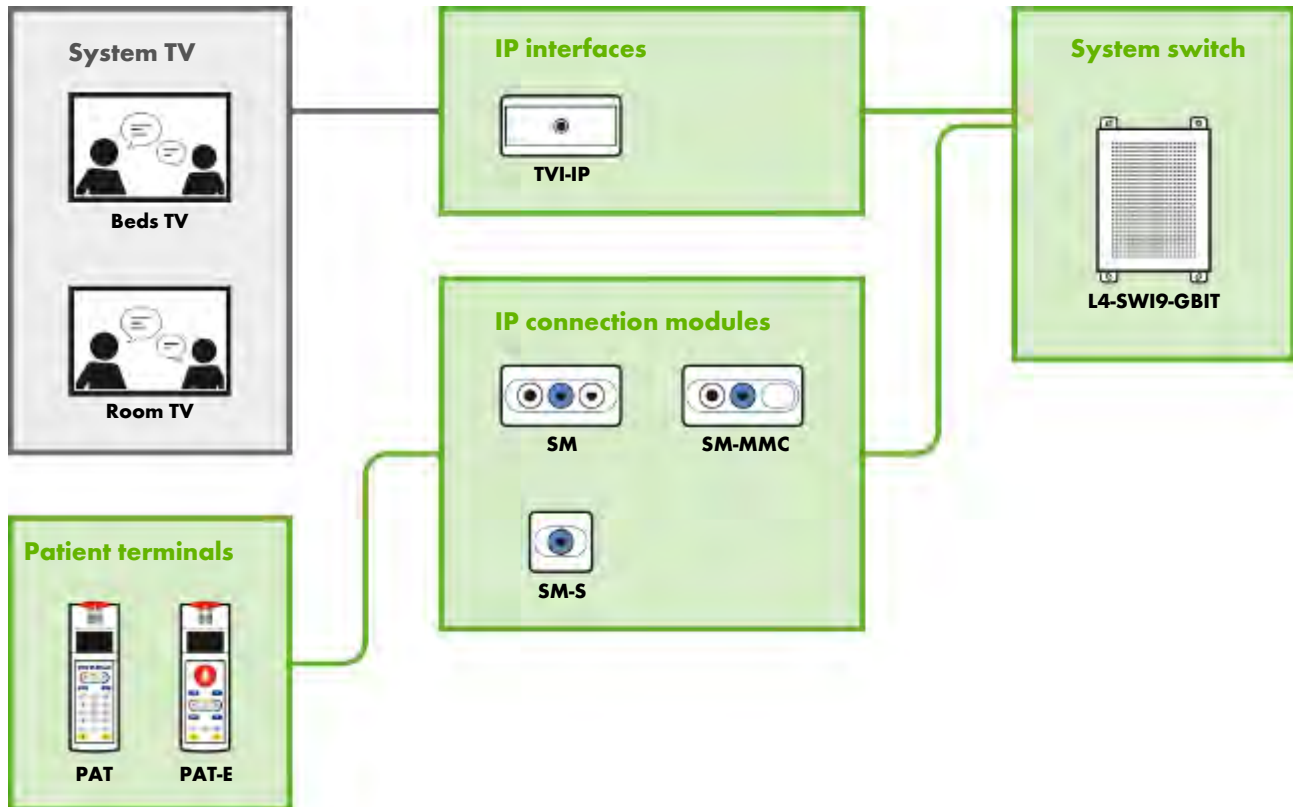 System TV
Beds TV
Room TV
IP interfaces
TVI-IP
System switch
L4-SWI9-GBIT
IP connection modules
SM
SM-MMC
SM-S
Patient terminals
PAT
PAT-E